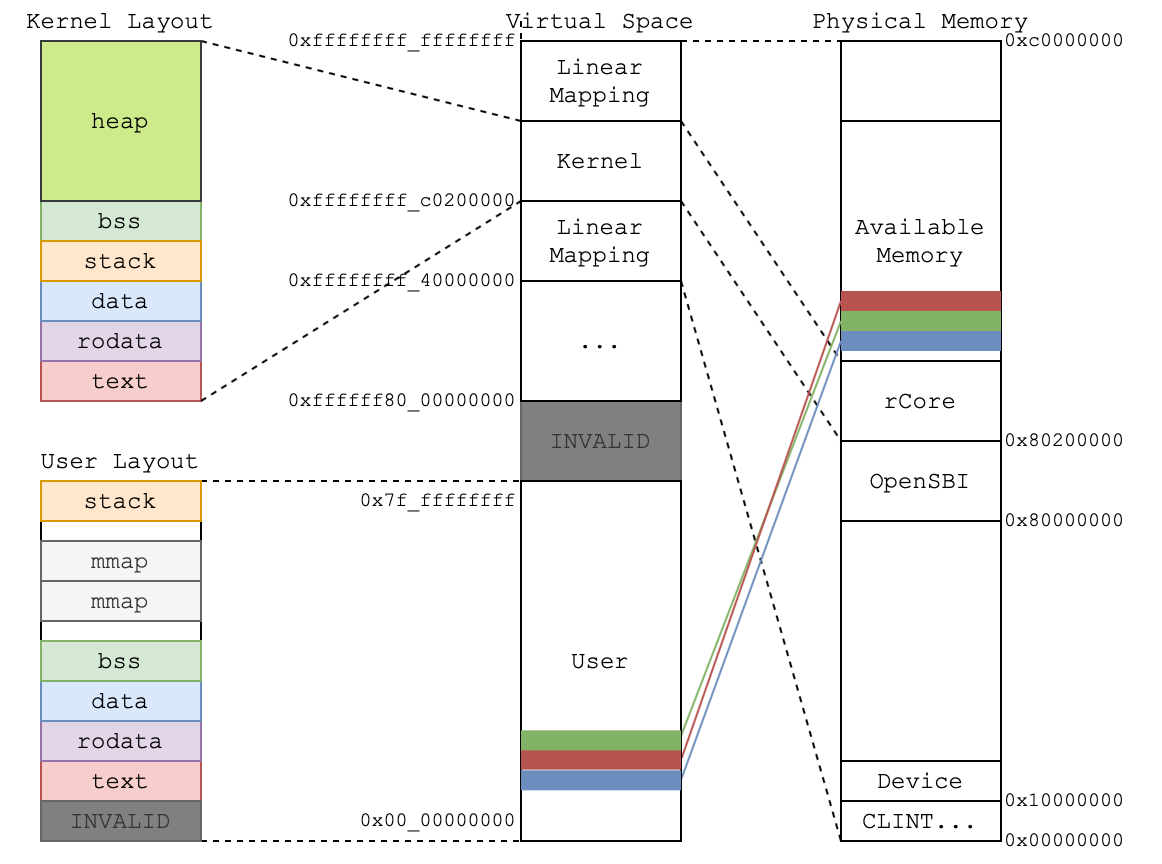 Kernel Layout
heap
bss
stack
data
rodata
text
User Layout
stack
mmap
mmap
bss
data
rodata
text
INVALID
Virtual Space
0xffffffff_ffffffff
Linear
Mapping
Kernel
0xffffffff_c0200000
Linear
Mapping
0xffffffff_40000000
...
0xffffff80_00000000
INVALID
0x7f_ffffffff
User
0x00_00000000
Physical Memory
0xc0000000
Available
Memory
rCore
0x80200000
OpenSBI
0x80000000
Device
0x10000000
CLINT...
0x00000000